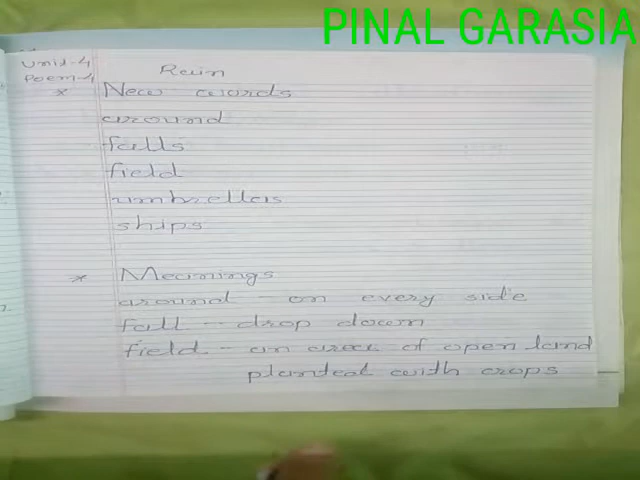 PINAL GARASIA
Unit-4
Poem-4
Rain
* New words
around
falls
field
umbrellas
ships
* Meanings
around - on every side
fall - drop down
field - an area of open land
planted with crops